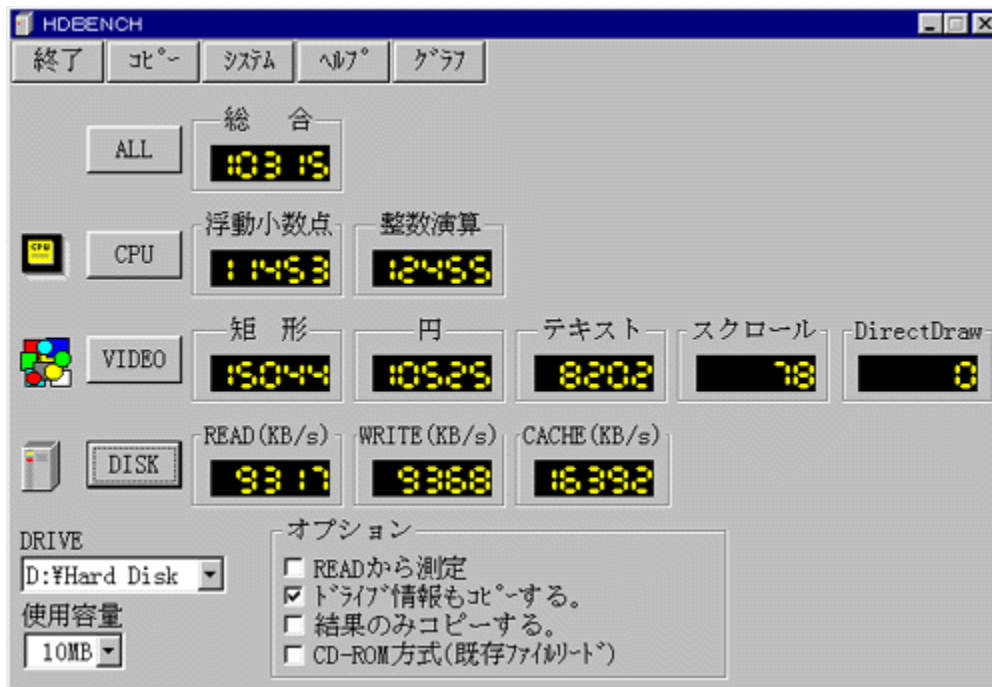 HDBENCH
終了 ｺﾋﾟｰ ｼｽﾃﾑ ﾍﾙﾌﾟ ｸﾞﾗﾌ
総 合
ALL 10315
浮動小数点 整数演算
CPU CPU 11453 12455
矩 形 円 テキスト スクロール DirectDraw
VIDEO 15044 10525 8202 78 0
READ(KB/s) WRITE(KB/s) CACHE(KB/s)
DISK 9317 9368 16392
DRIVE
D:¥Hard Disk
使用容量
10MB
オプション
READから測定
ﾄﾞﾗｲﾌﾞ情報もｺﾋﾟｰする。
結果のみコピーする。
CD-ROM方式(既存ﾌｧｲﾙﾘｰﾄﾞ)